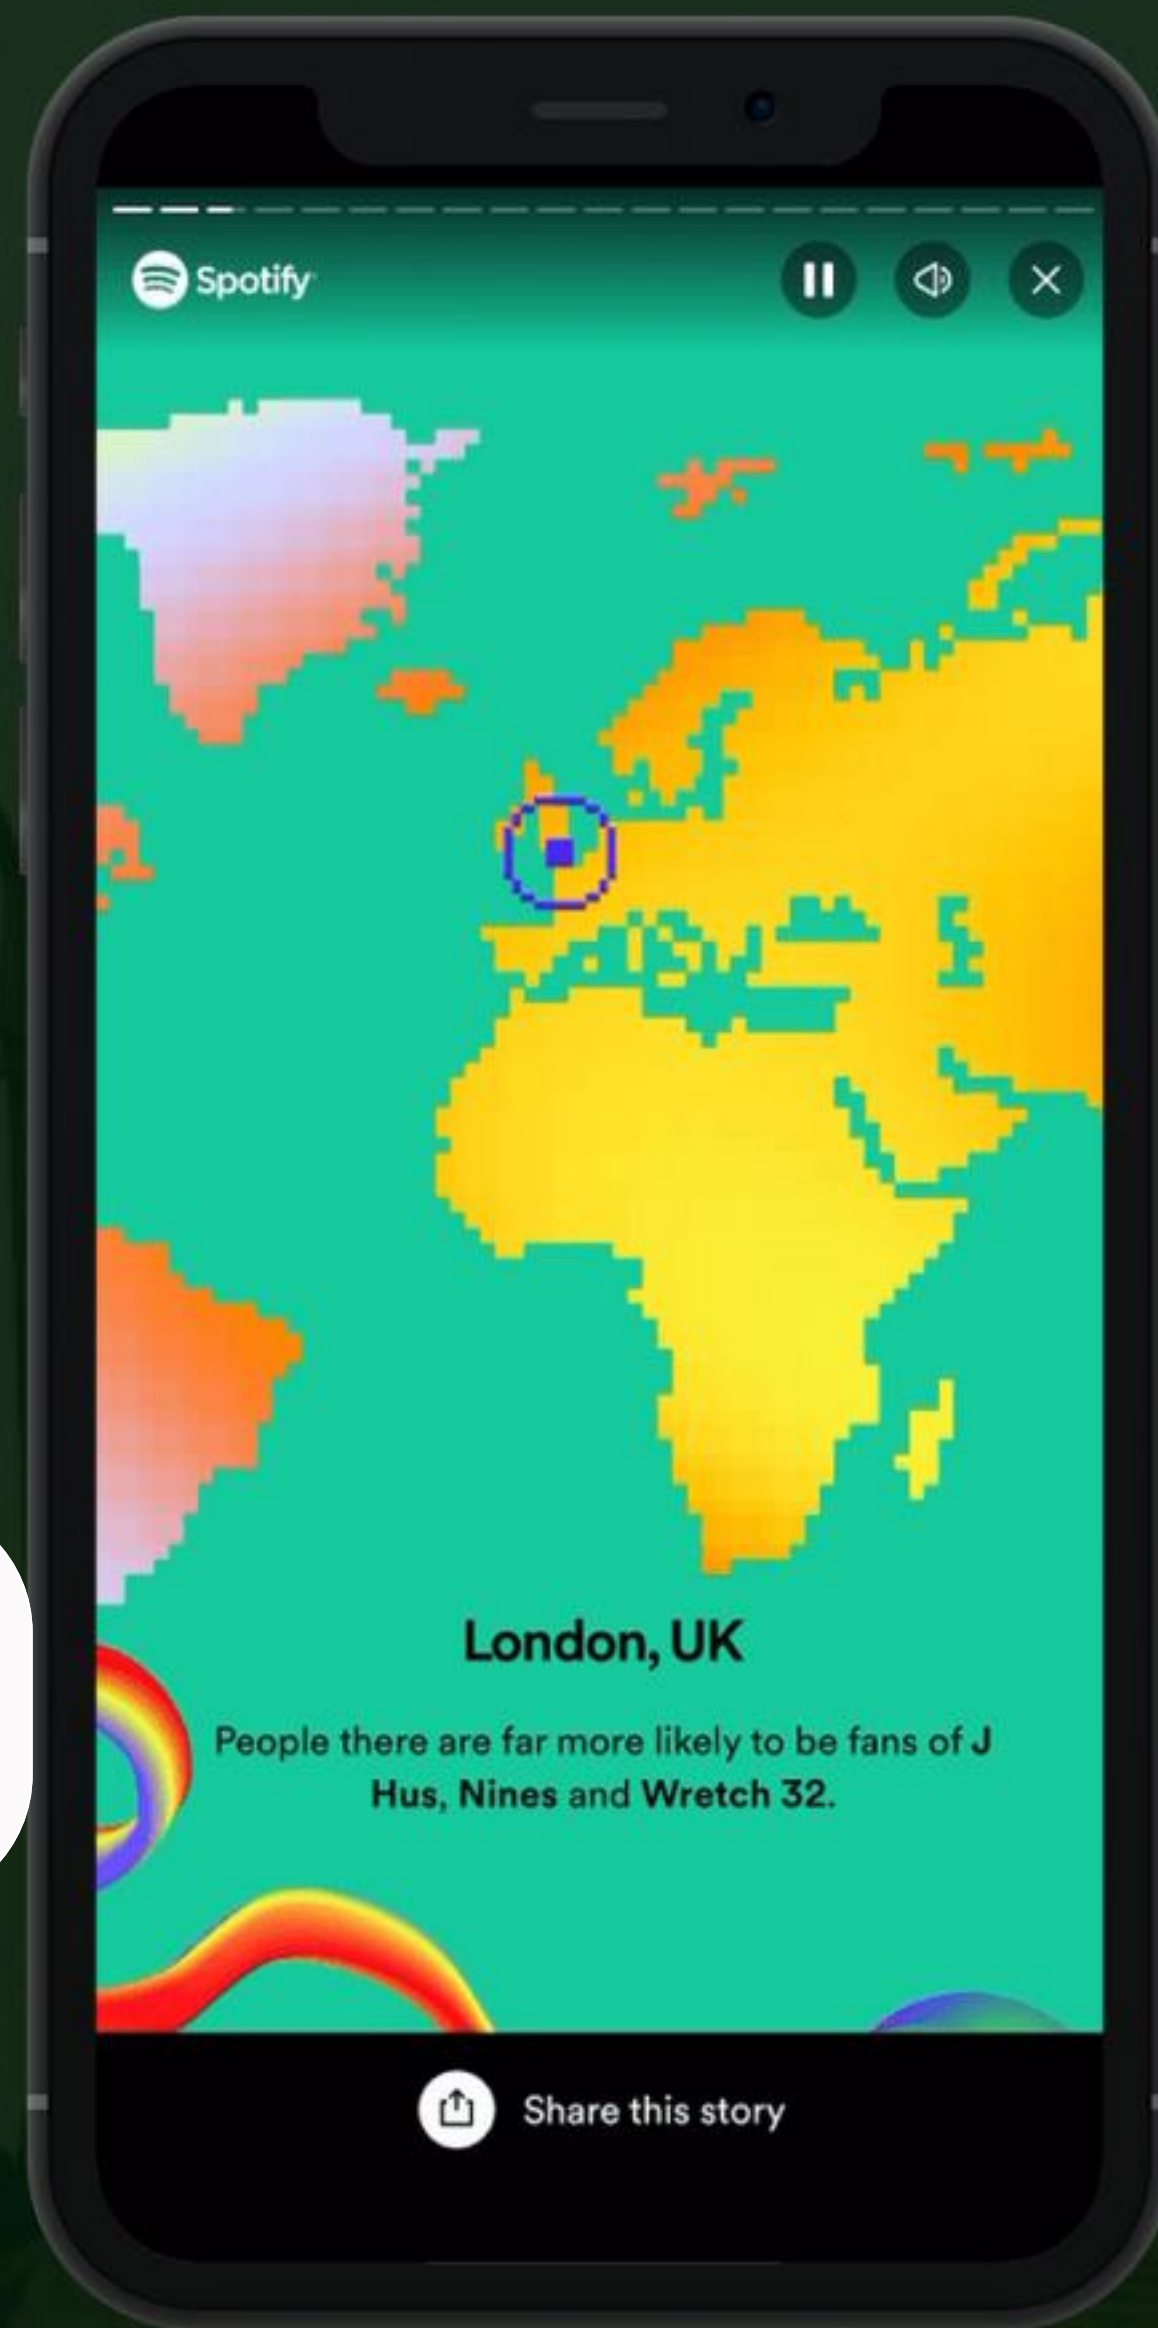 Spotify
London, UK
People there are far more likely to be fans of J
Hus, Nines and Wretch 32.
Share this story